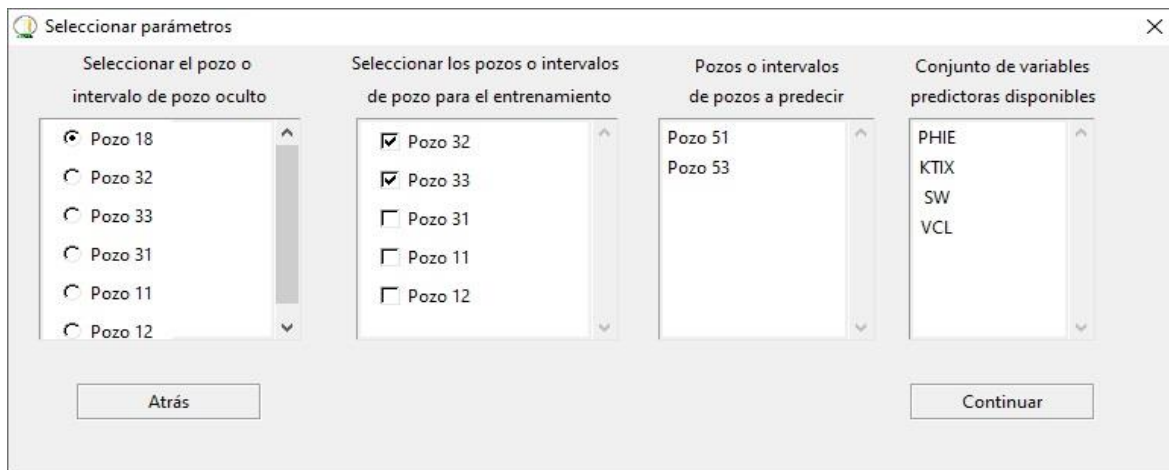 Seleccionar parámetros
Seleccionar el pozo o
intervalo de pozo oculto
Pozo 18
Pozo 32
Pozo 33
Pozo 31
Pozo 11
Pozo 12
Seleccionar los pozos o intervalos
de pozo para el entrenamiento
Pozo 32
Pozo 33
Pozo 31
Pozo 11
Pozo 12
Pozos o intervalos
de pozos a predecir
Pozo 51
Pozo 53
Conjunto de variables
predictoras disponibles
PHIE
KTIX
SW
VCL
Atrás
Continuar